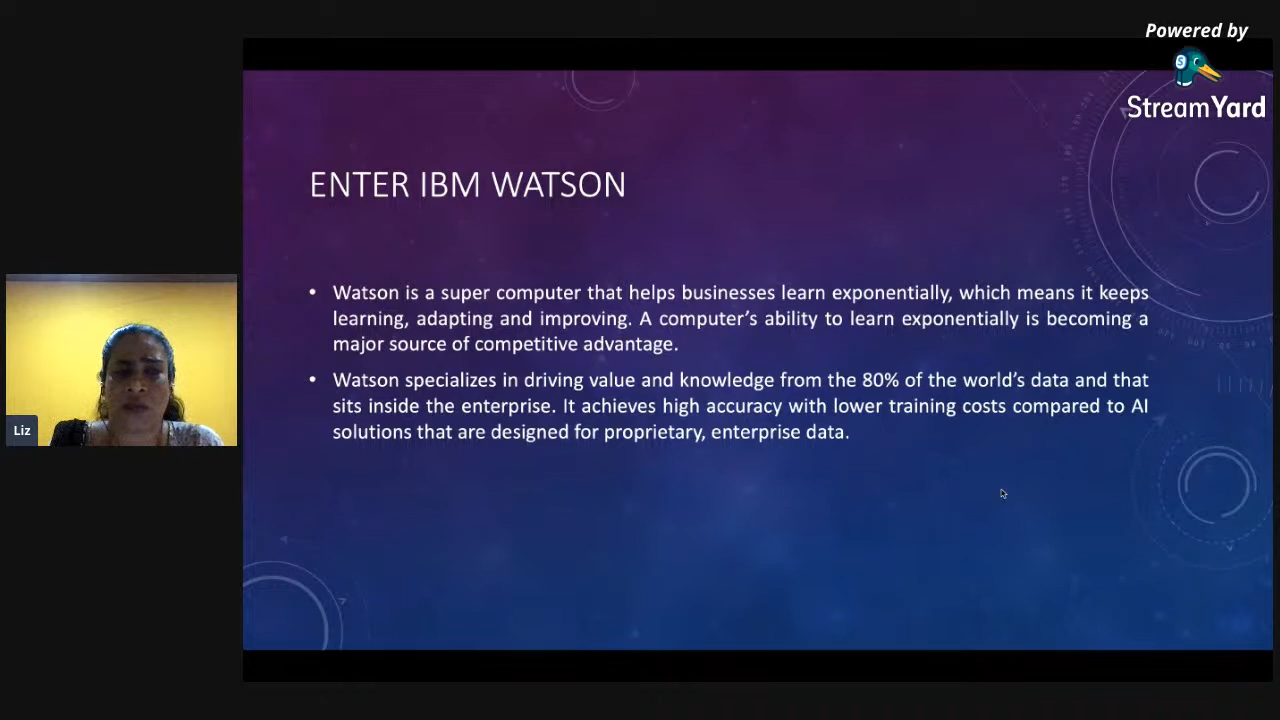 Powered by
StreamYard
ENTER IBM WATSON
• Watson is a super computer that helps businesses learn exponentially, which means it keeps
learning, adapting and improving. A computer's ability to learn exponentially is becoming a
major source of competitive advantage.
• Watson specializes in driving value and knowledge from the 80% of the world's data and that
sits inside the enterprise. It achieves high accuracy with lower training costs compared to AI
solutions that are designed for proprietary, enterprise data.
Liz